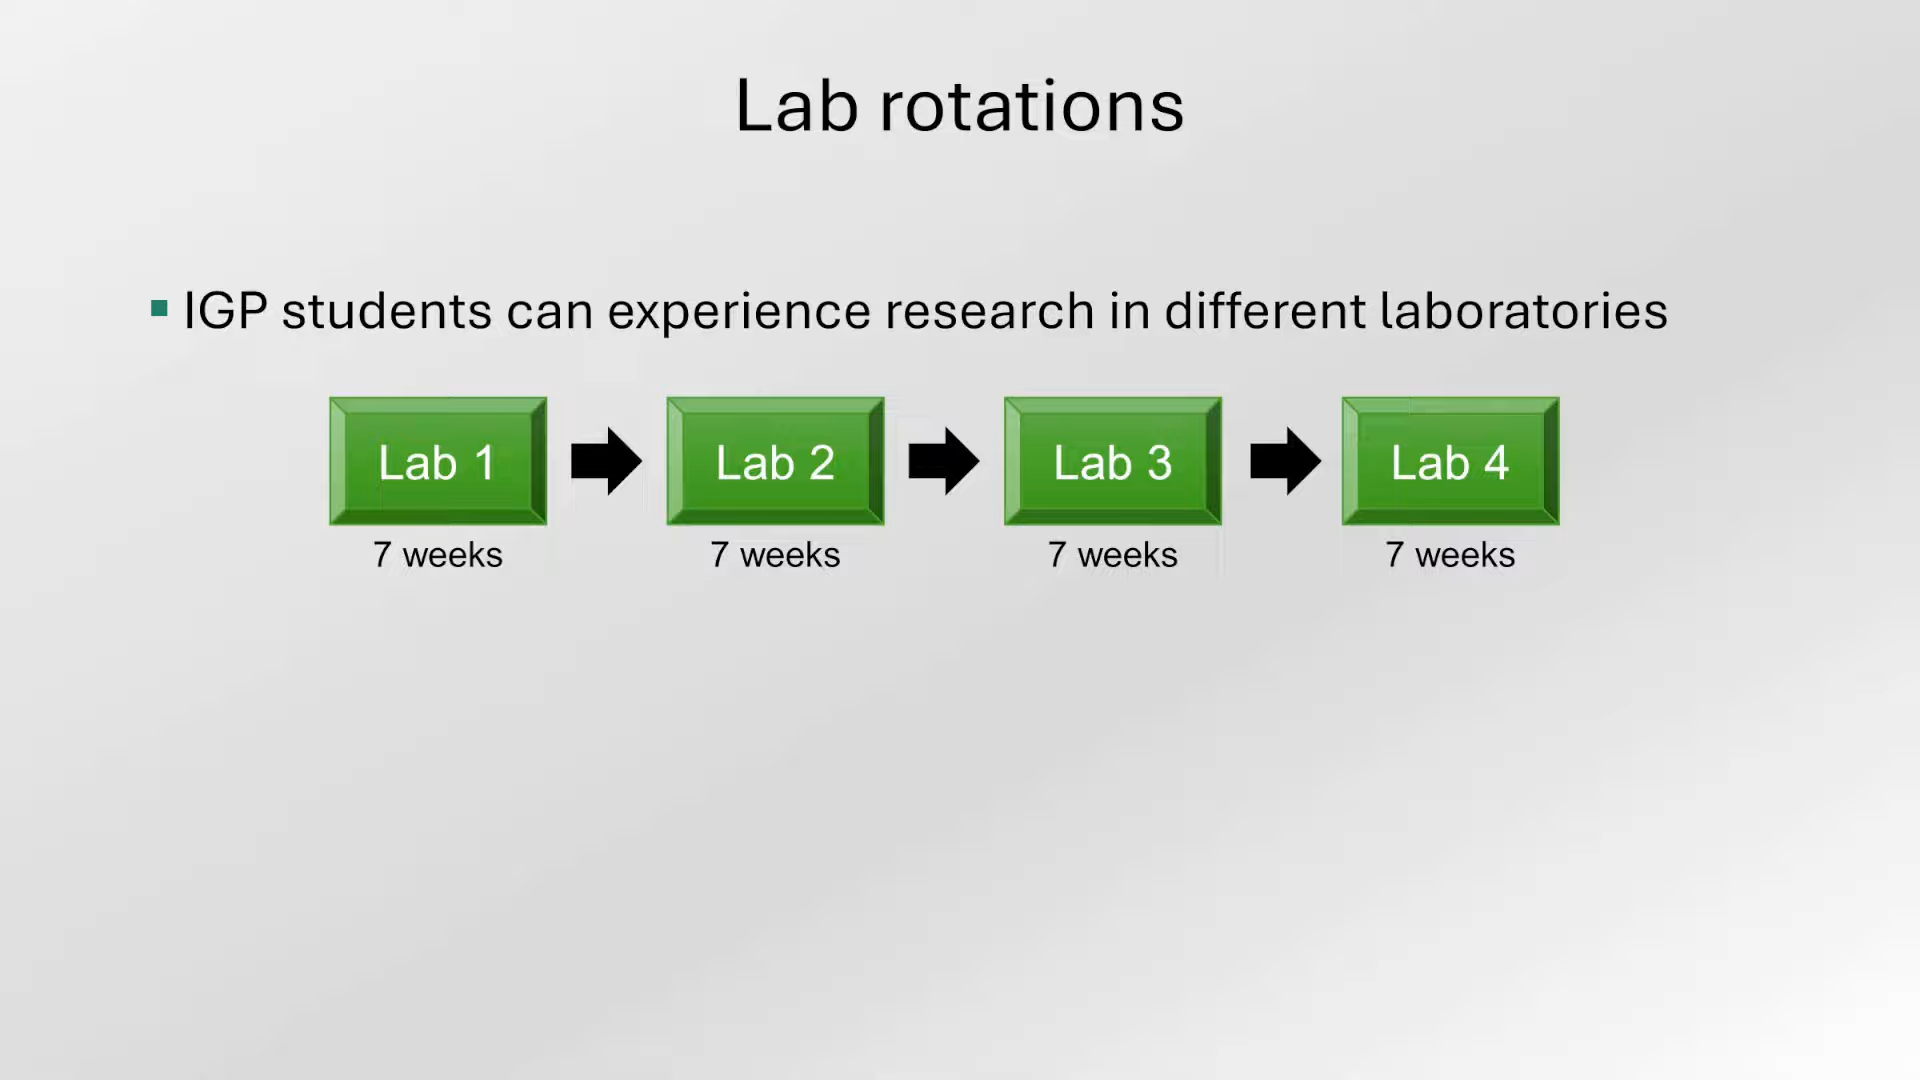 Lab rotations
IGP students can experience research in different laboratories
Lab 1
Lab 2
Lab 3
Lab 4
7 weeks
7 weeks
7 weeks
7 weeks